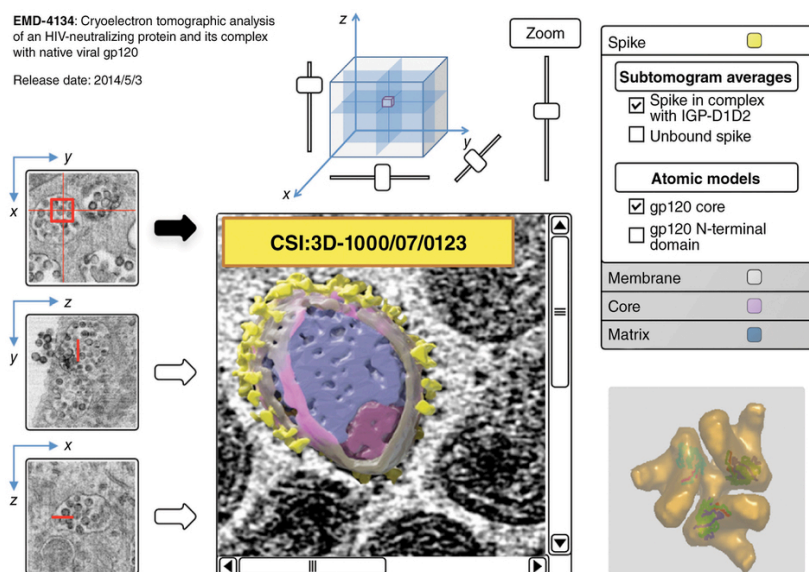 EMD-4134: Cryoelectron tomographic analysis
of an HIV-neutralizing protein and its complex
with native viral gp120
Release date: 2014/5/3
z
y
x
Zoom
Spike
Subtomogram averages
Spike in complex
with IGP-D1D2
Unbound spike
Atomic models
gp120 core
gp120 N-terminal
domain
Membrane
Core
Matrix
y
x
CSI:3D-1000/07/0123
z
y
x
z